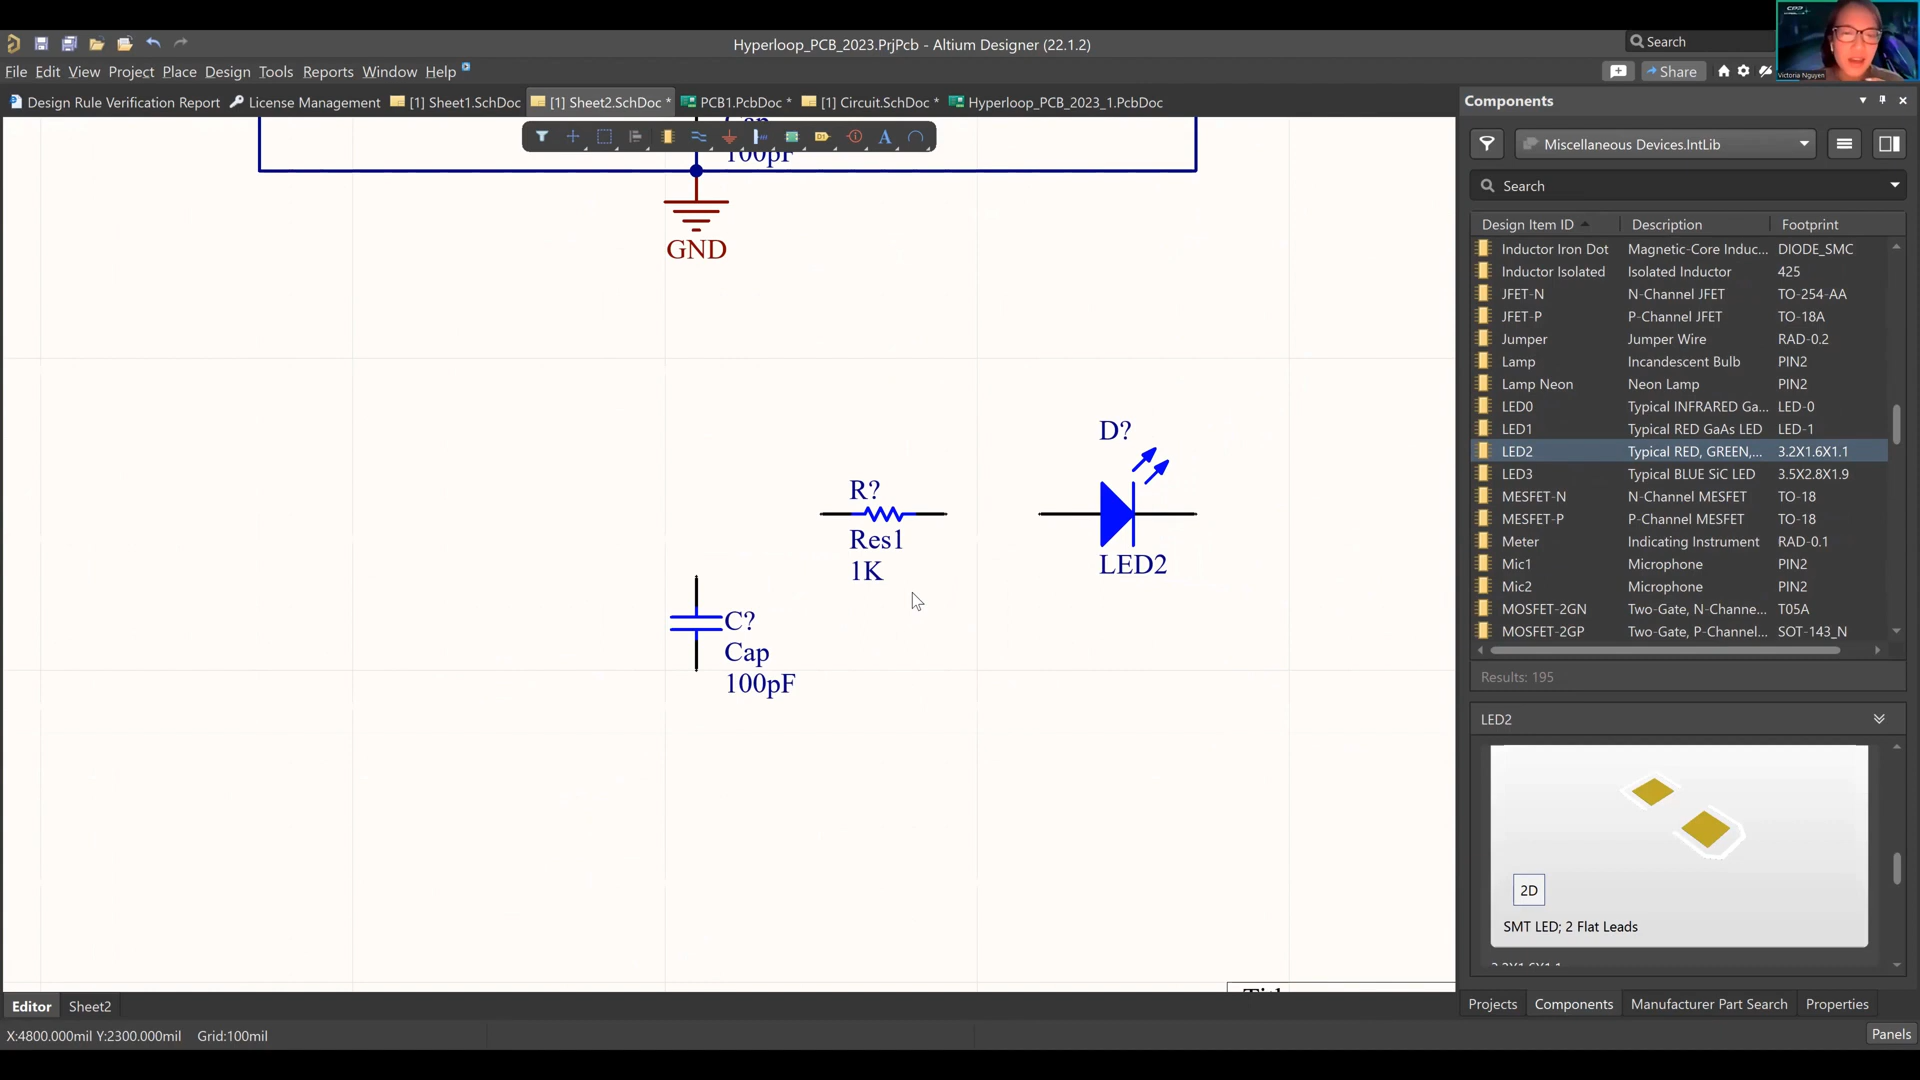 Hyperloop_PCB_2023.PrjPcb - Altium Designer (22.1.2)
Search
CPP
Victoria Nguyen
File Edit View Project Place Design Tools Reports Window Help
Share
Design Rule Verification Report
License Management
[1] Sheet1.SchDoc
[1] Sheet2.SchDoc *
PCB1.PcbDoc *
[1] Circuit.SchDoc *
Hyperloop_PCB_2023_1.PcbDoc
Cap
100pF
GND
D?
LED2
R?
Res1
1K
C?
Cap
100pF
Components
Miscellaneous Devices.IntLib
Search
Design Item ID Description Footprint
Inductor Iron Dot Magnetic-Core Induc... DIODE_SMC
Inductor Isolated Isolated Inductor 425
JFET-N N-Channel JFET TO-254-AA
JFET-P P-Channel JFET TO-18A
Jumper Jumper Wire RAD-0.2
Lamp Incandescent Bulb PIN2
Lamp Neon Neon Lamp PIN2
LED0 Typical INFRARED Ga... LED-0
LED1 Typical RED GaAs LED LED-1
LED2 Typical RED, GREEN,... 3.2X1.6X1.1
LED3 Typical BLUE SiC LED 3.5X2.8X1.9
MESFET-N N-Channel MESFET TO-18
MESFET-P P-Channel MESFET TO-18
Meter Indicating Instrument RAD-0.1
Mic1 Microphone PIN2
Mic2 Microphone PIN2
MOSFET-2GN Two-Gate, N-Channe... T05A
MOSFET-2GP Two-Gate, P-Channel... SOT-143_N
Results: 195
LED2
2D
SMT LED; 2 Flat Leads
3.2X1.6X1.1
Editor Sheet2
Projects Components Manufacturer Part Search Properties
X:4800.000mil Y:2300.000mil Grid:100mil
Panels